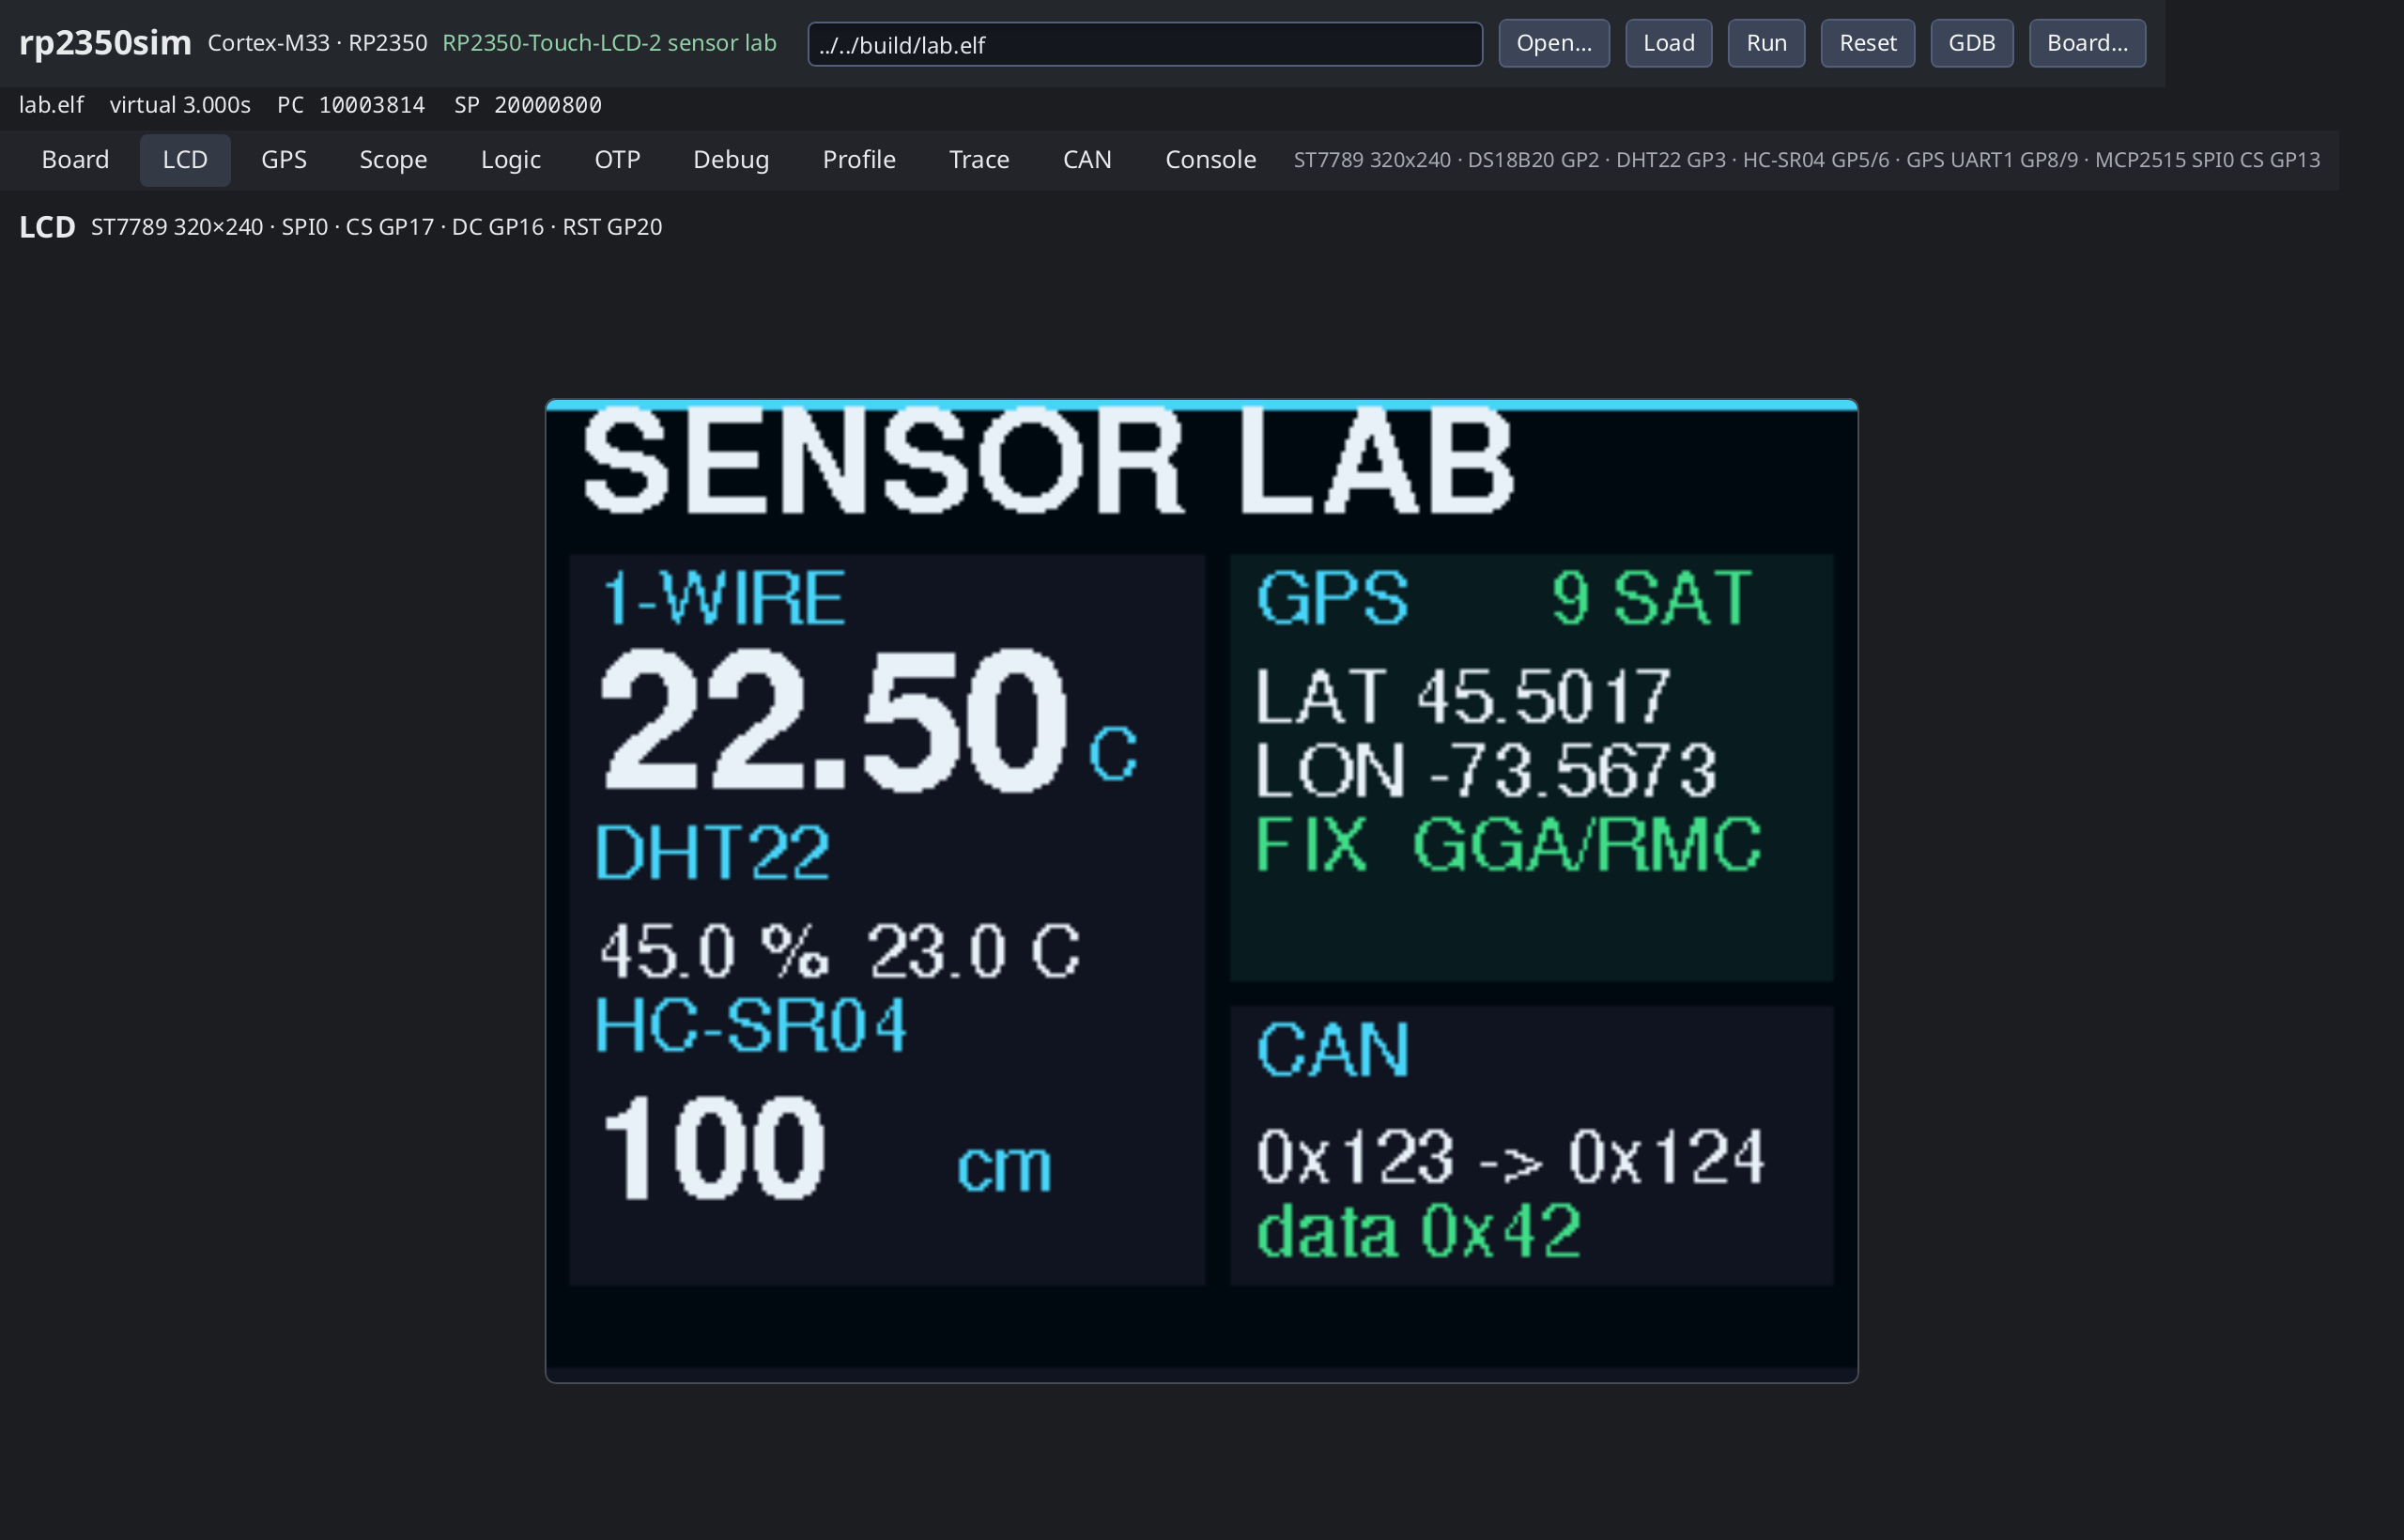 rp2350sim Cortex-M33 · RP2350 RP2350-Touch-LCD-2 sensor lab ../../build/lab.elf Open... Load Run Reset GDB Board...
lab.elf virtual 3.000s PC 10003814 SP 20000800
Board LCD GPS Scope Logic OTP Debug Profile Trace CAN Console ST7789 320x240 · DS18B20 GP2 · DHT22 GP3 · HC-SR04 GP5/6 · GPS UART1 GP8/9 · MCP2515 SPI0 CS GP13
LCD ST7789 320×240 · SPI0 · CS GP17 · DC GP16 · RST GP20
SENSOR LAB
1-WIRE
22.50 C
DHT22
45.0 % 23.0 C
HC-SR04
100 cm
GPS 9 SAT
LAT 45.5017
LON -73.5673
FIX GGA/RMC
CAN
0x123 -> 0x124
data 0x42